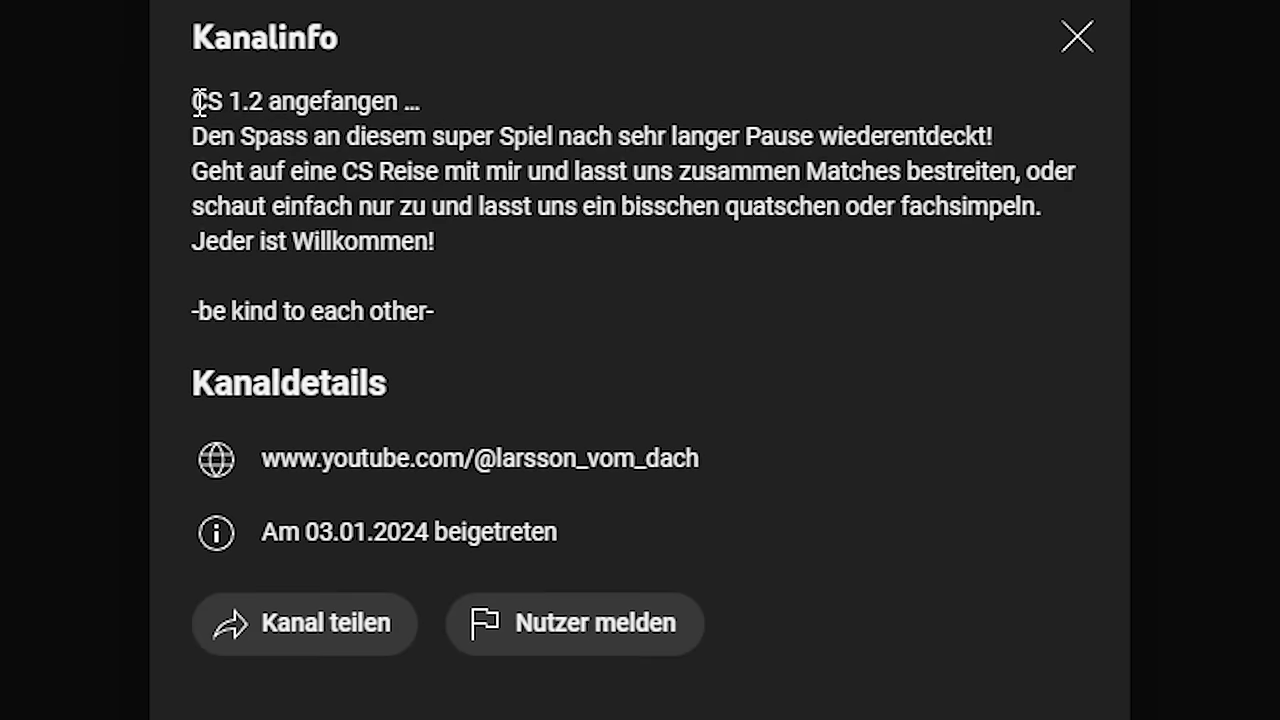 Kanalinfo
CS 1.2 angefangen ...
Den Spass an diesem super Spiel nach sehr langer Pause wiederentdeckt!
Geht auf eine CS Reise mit mir und lasst uns zusammen Matches bestreiten, oder
schaut einfach nur zu und lasst uns ein bisschen quatschen oder fachsimpeln.
Jeder ist Willkommen!
-be kind to each other-
Kanaldetails
www.youtube.com/@larsson_vom_dach
Am 03.01.2024 beigetreten
Kanal teilen
Nutzer melden